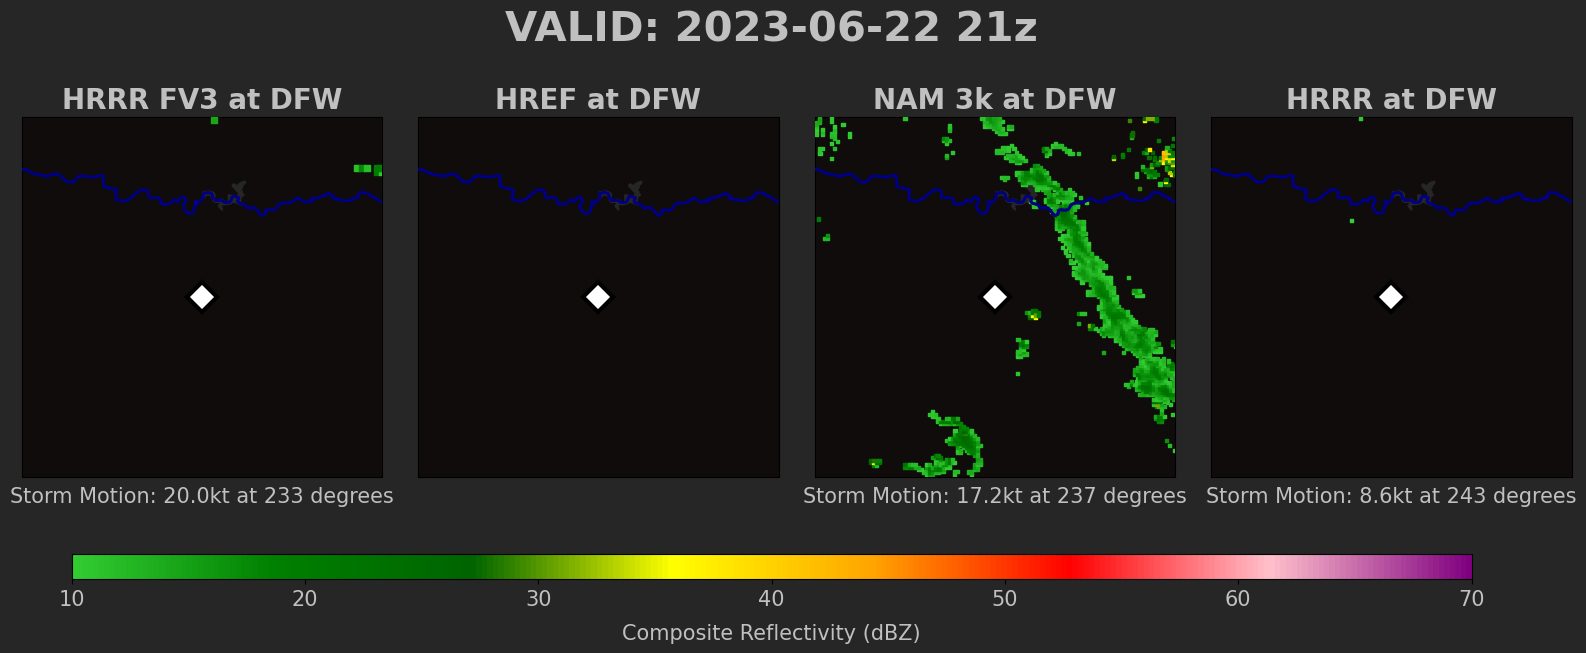 VALID: 2023-06-22 21z
HRRR FV3 at DFW
HREF at DFW
NAM 3k at DFW
HRRR at DFW
Storm Motion: 20.0kt at 233 degrees
Storm Motion: 17.2kt at 237 degrees
Storm Motion: 8.6kt at 243 degrees
10 20 30 40 50 60 70
Composite Reflectivity (dBZ)